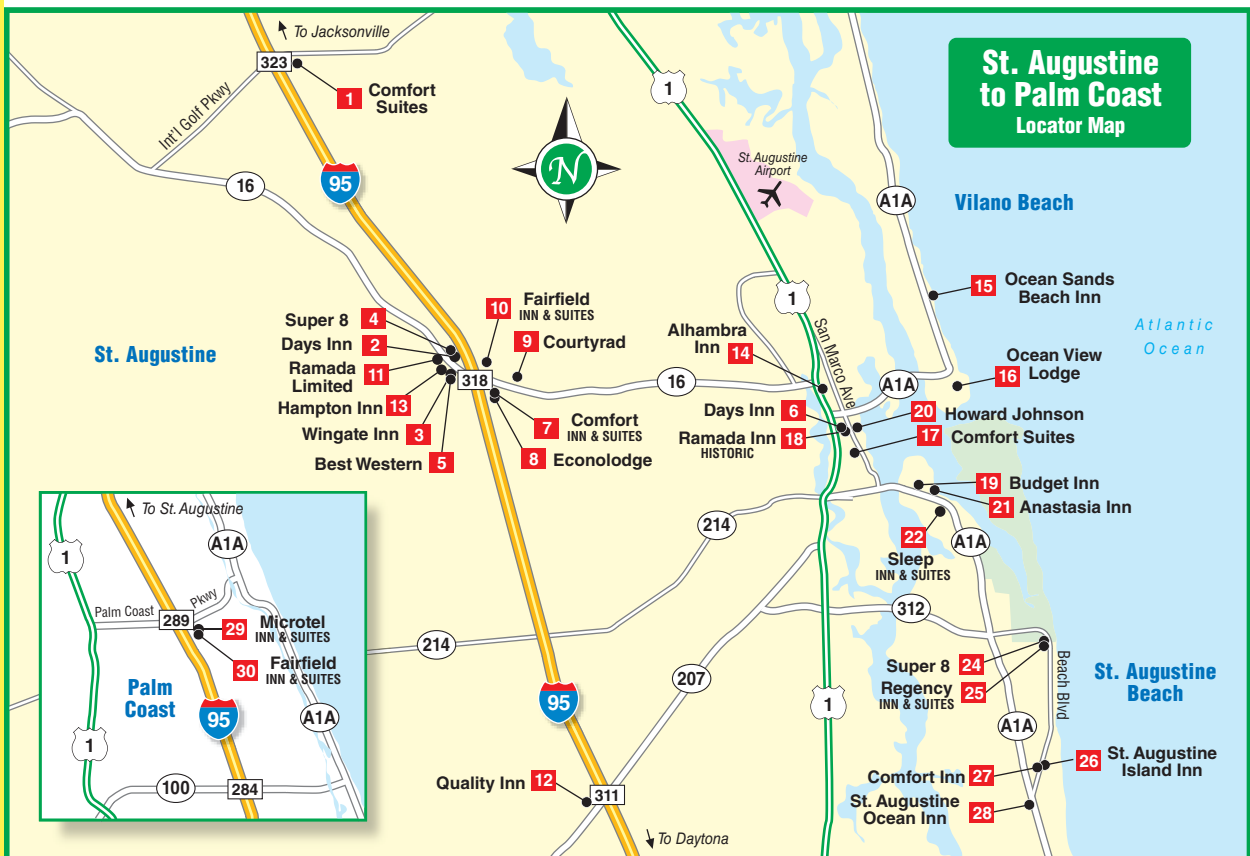 St. Augustine
to Palm Coast
Locator Map
To Jacksonville
323
1 Comfort
Suites
Int'l Golf Pkwy
95
16
N
1
St. Augustine
Airport
A1A
Vilano Beach
15 Ocean Sands
Beach Inn
Atlantic
Ocean
1
San Marco Ave
10 Fairfield
INN & SUITES
Super 8 4
Days Inn 2
9 Courtyrad
St. Augustine
Ramada
Limited 11
318
Hampton Inn 13
Wingate Inn 3
Best Western 5
7 Comfort
INN & SUITES
8 Econolodge
16
Alhambra
Inn 14
A1A
Ocean View
16 Lodge
Days Inn 6
20 Howard Johnson
Ramada Inn 18
HISTORIC
17 Comfort Suites
19 Budget Inn
21 Anastasia Inn
22
Sleep
INN & SUITES
A1A
214
312
214
207
Super 8 24
Regency
INN & SUITES 25
Beach Blvd
St. Augustine
Beach
1
95
A1A
26 St. Augustine
Island Inn
Comfort Inn 27
St. Augustine
Ocean Inn 28
Quality Inn 12
311
To Daytona
To St. Augustine
1
A1A
Palm Coast Pkwy
289
29 Microtel
INN & SUITES
30 Fairfield
INN & SUITES
Palm
Coast
95
A1A
1
100
284